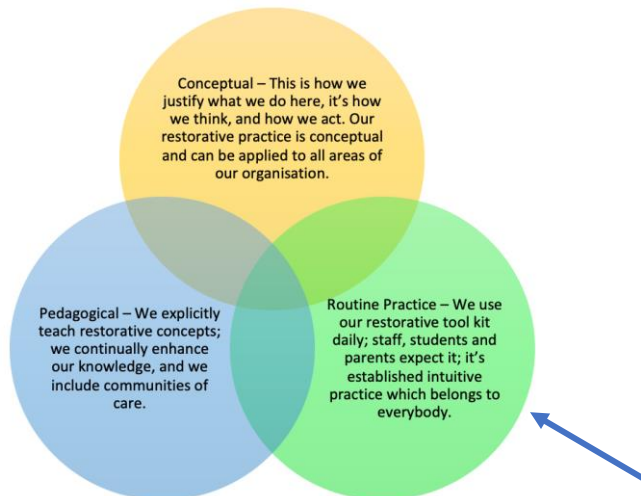 Conceptual – This is how we
justify what we do here, it's how
we think, and how we act. Our
restorative practice is conceptual
and can be applied to all areas of
our organisation.
Pedagogical – We explicitly
teach restorative concepts;
we continually enhance
our knowledge, and we
include communities of
care.
Routine Practice – We use
our restorative tool kit
daily; staff, students and
parents expect it; it's
established intuitive
practice which belongs to
everybody.